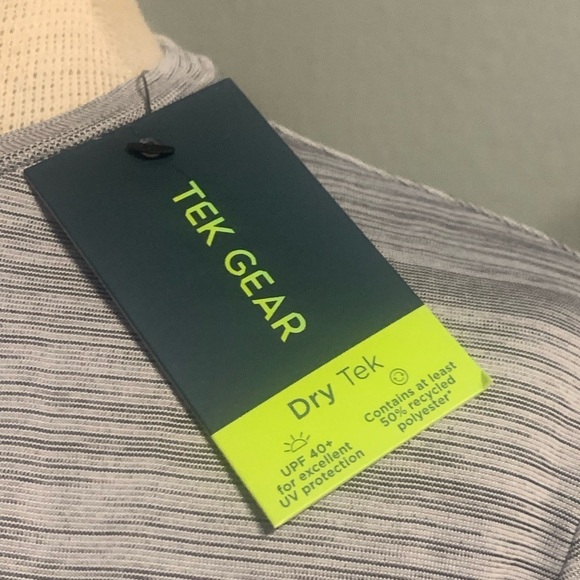 TEK GEAR
Dry Tek
UPF 40+
for excellent
UV protection
Contains at least
50% recycled
polyester*